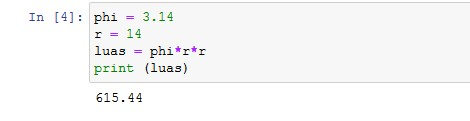 In [4]: phi = 3.14
r = 14
luas = phi*r*r
print (luas)
615.44